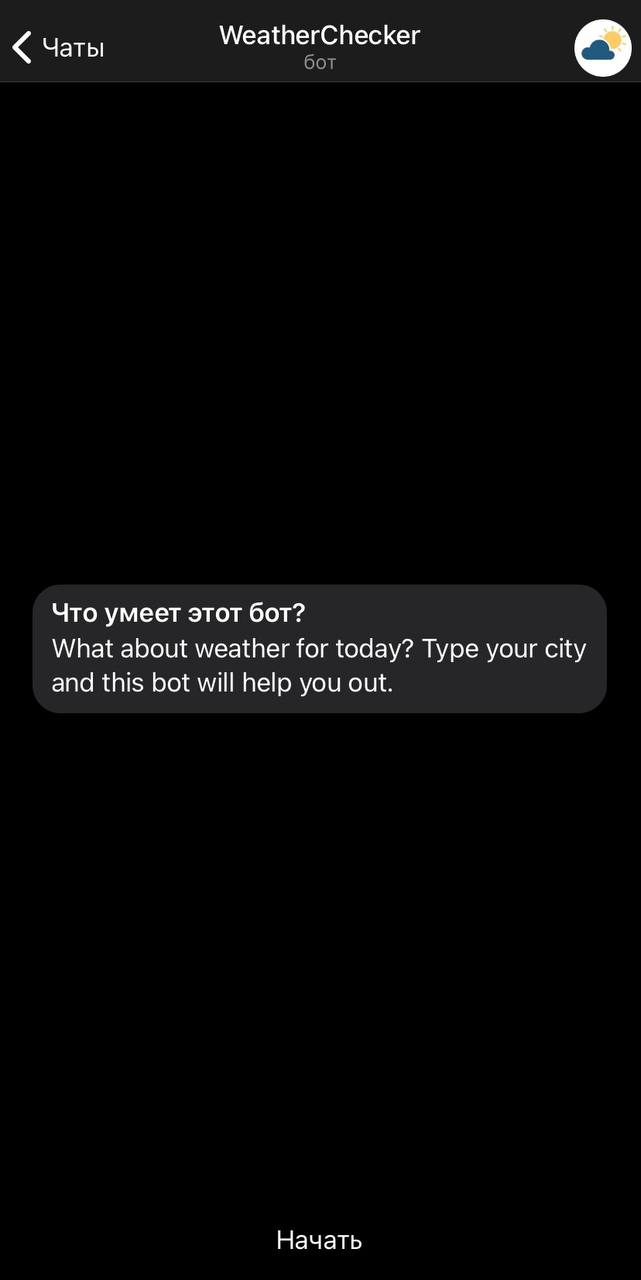 Чаты
WeatherChecker
бот
Что умеет этот бот?
What about weather for today? Type your city
and this bot will help you out.
Начать